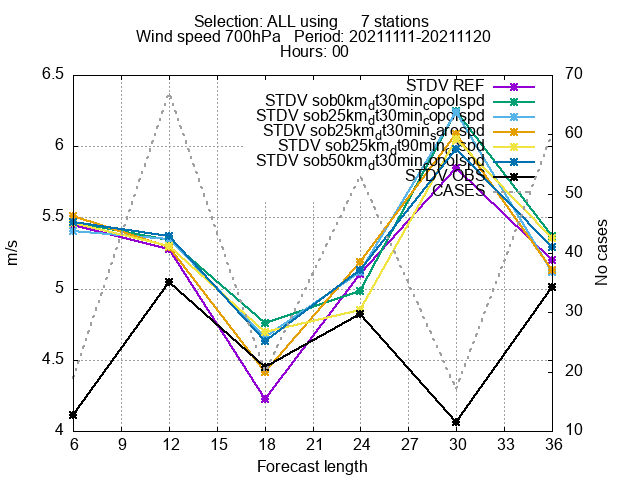 Selection: ALL using 7 stations
Wind speed 700hPa Period: 20211111-20211120
Hours: 00
6.5
6
5.5
5
4.5
4
m/s
70
60
50
40
30
20
10
No cases
STDV REF
STDV sob0km_dt30min_copolspd
STDV sob25km_dt30min_copolspd
STDV sob25km_dt30min_sarespd
STDV sob25km_dt90min_
STDV sob50km_dt30min_copolspd
STDV OBS
CASES
6 9 12 15 18 21 24 27 30 33 36
Forecast length